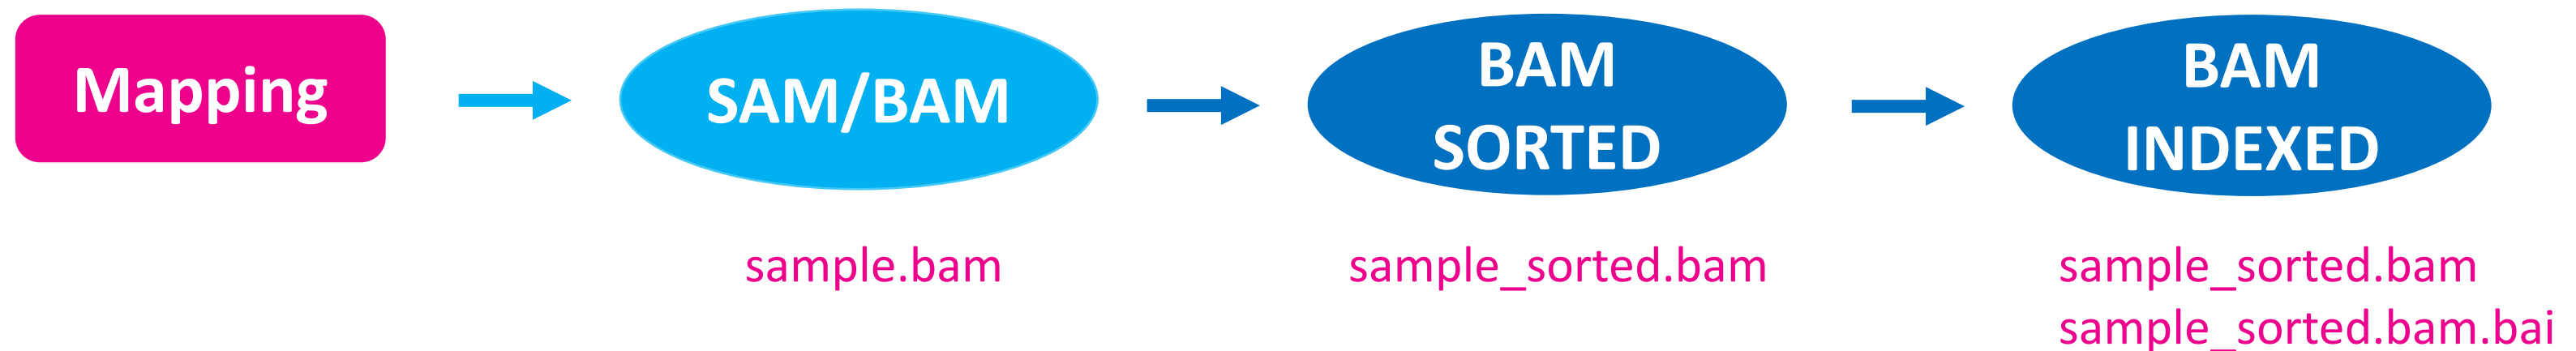 Mapping
SAM/BAM
BAM
SORTED
BAM
INDEXED
sample.bam
sample_sorted.bam
sample_sorted.bam
sample_sorted.bam.bai